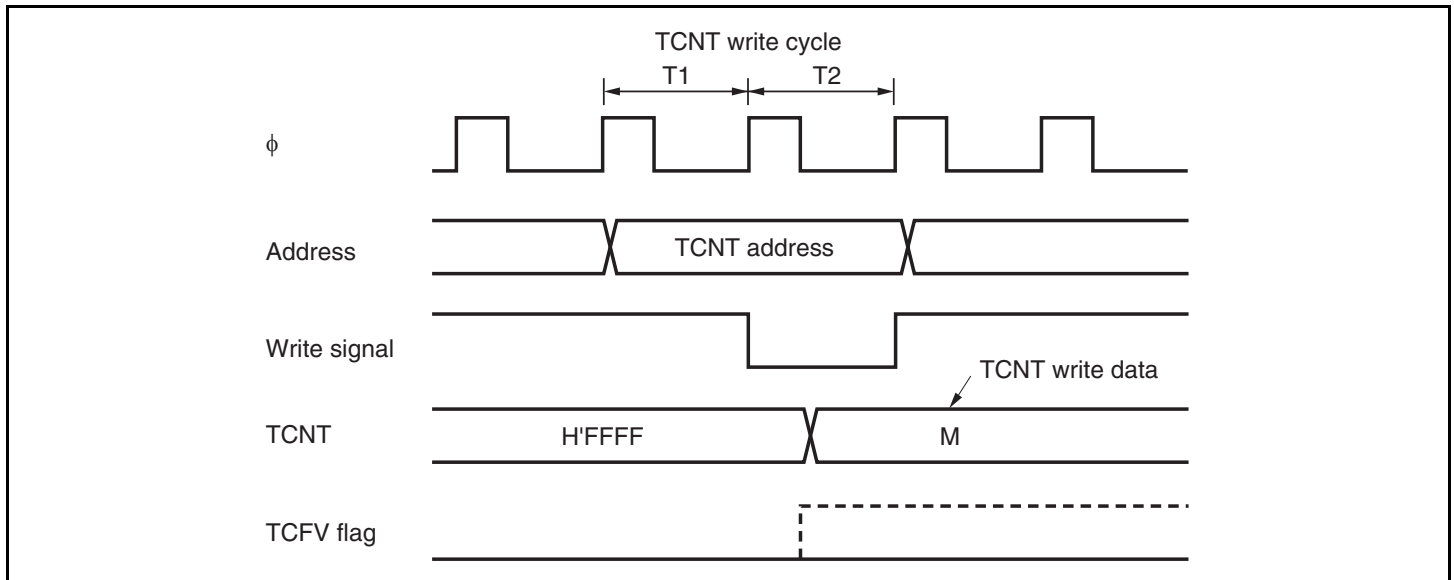 TCNT write cycle
T1 T2
ϕ
Address TCNT address
Write signal
TCNT write data
TCNT H'FFFF M
TCFV flag